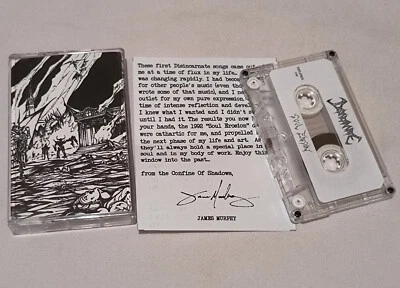 These first Disincarnate songs came out
me at a time of flux in my life.
was changing rapidly. I had become
for other people's music (even tho
wrote some of that music), and I ne
outlet for my own pure expression.
time of intense reflection and develo
I knew what I wanted and I didn't s
until I had it. The results you now
your hands, the 1992 "Soul Erosion"
were cathartic for me, and propelled
the next phase of my life and art. A
they'll always hold a special place in
soul and in my body of work. Enjoy thi
window into the past…
from the Confine Of Shadows,
JAMES MURPHY